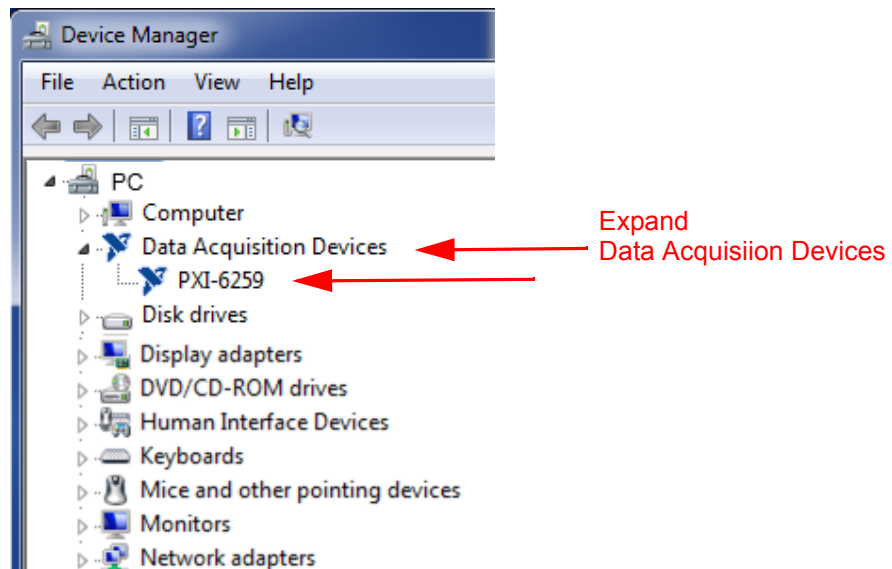 Device Manager
File Action View Help
PC
Computer
Data Acquisition Devices
Expand
Data Acquisiion Devices
PXI-6259
Disk drives
Display adapters
DVD/CD-ROM drives
Human Interface Devices
Keyboards
Mice and other pointing devices
Monitors
Network adapters